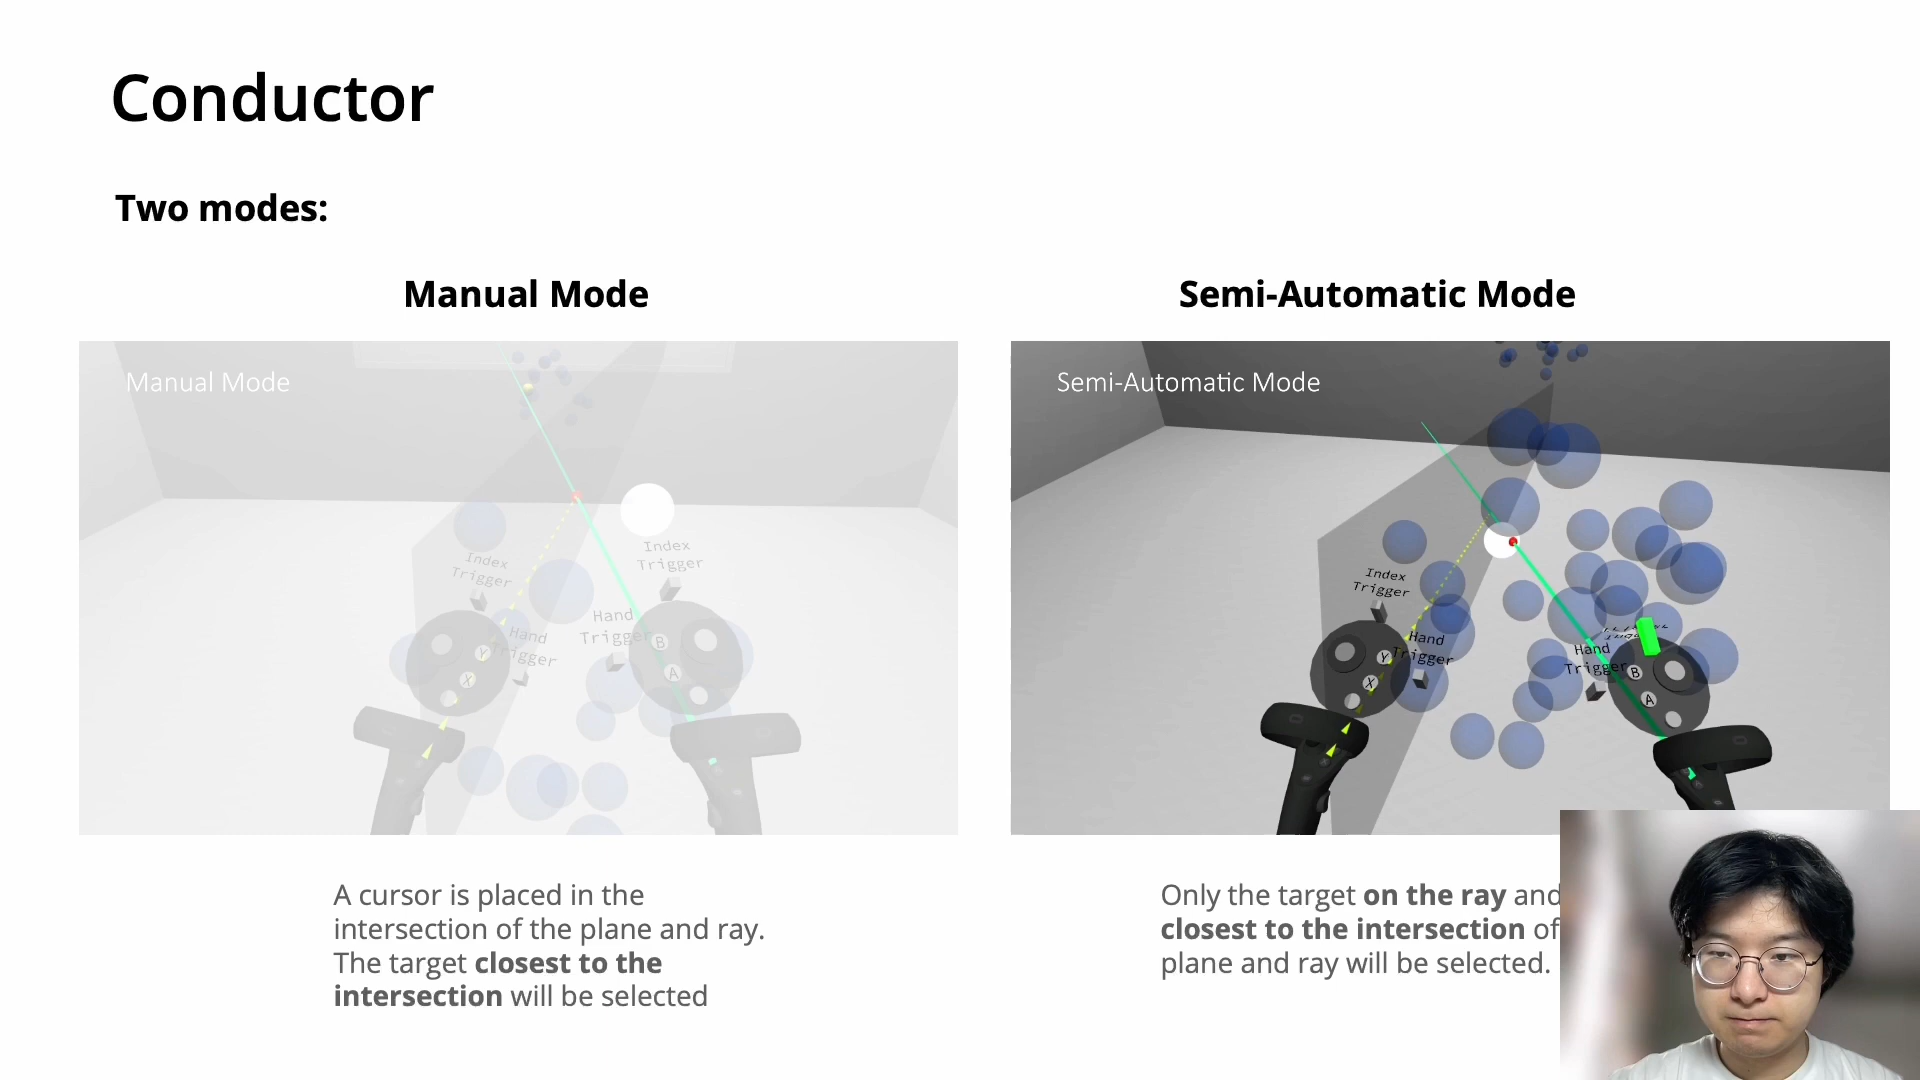 Conductor
Two modes:
Manual Mode
Semi-Automatic Mode
Manual Mode
Index
Trigger
Hand
Trigger
Y
X
Index
Trigger
Hand
Trigger
B
A
Semi-Automatic Mode
Index
Trigger
Hand
Trigger
Y
X
Hand
Trigger
B
A
A cursor is placed in the
intersection of the plane and ray.
The target closest to the
intersection will be selected
Only the target on the ray and
closest to the intersection of
plane and ray will be selected.